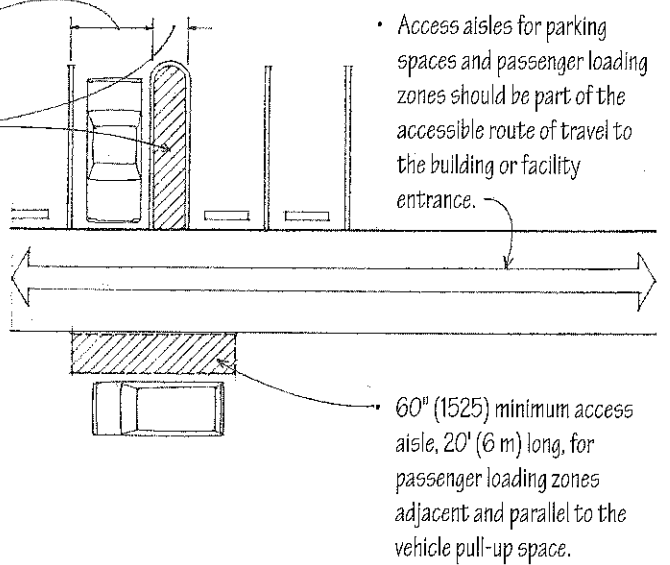 • Access aisles for parking
spaces and passenger loading
zones should be part of the
accessible route of travel to
the building or facility
entrance.
• 60" (1525) minimum access
aisle, 20' (6 m) long, for
passenger loading zones
adjacent and parallel to the
vehicle pull-up space.